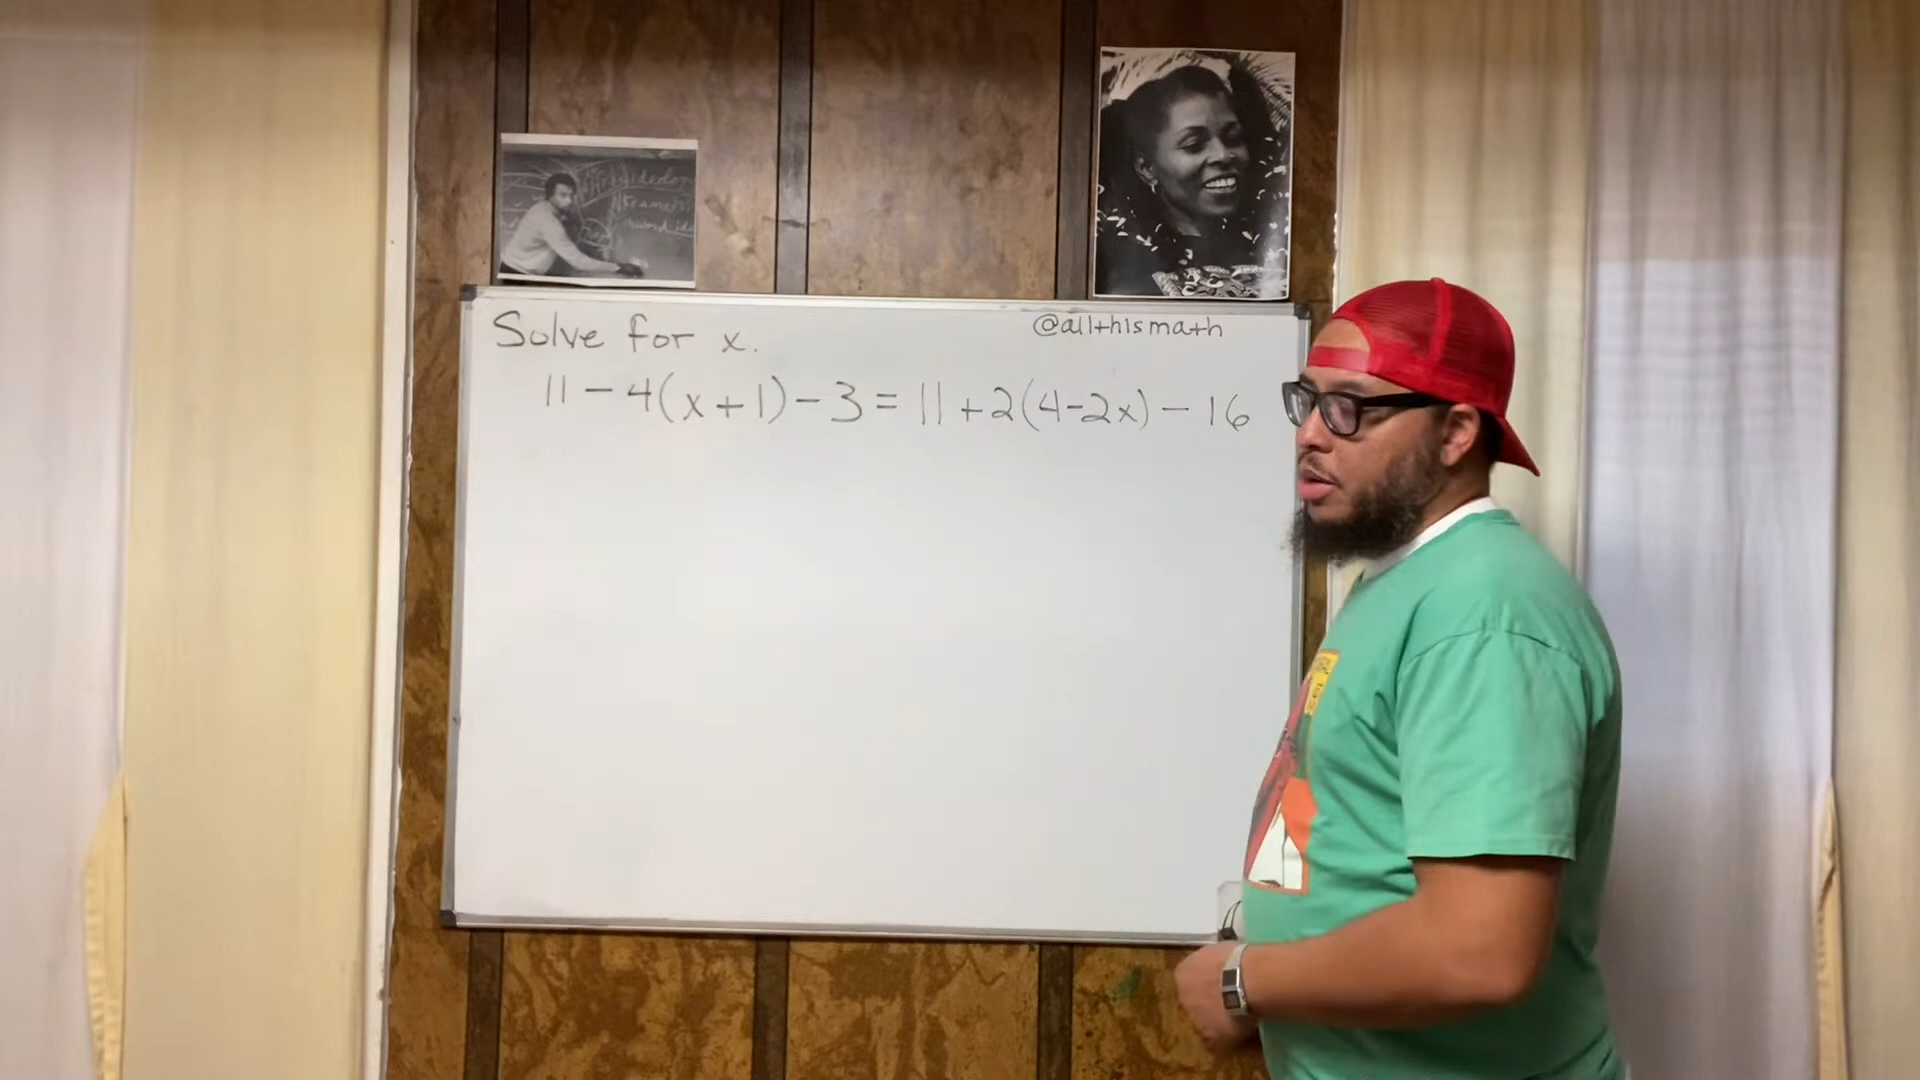 Solve for x.
@allthismath
11 - 4(x+1) - 3 = 11 + 2(4-2x) - 16